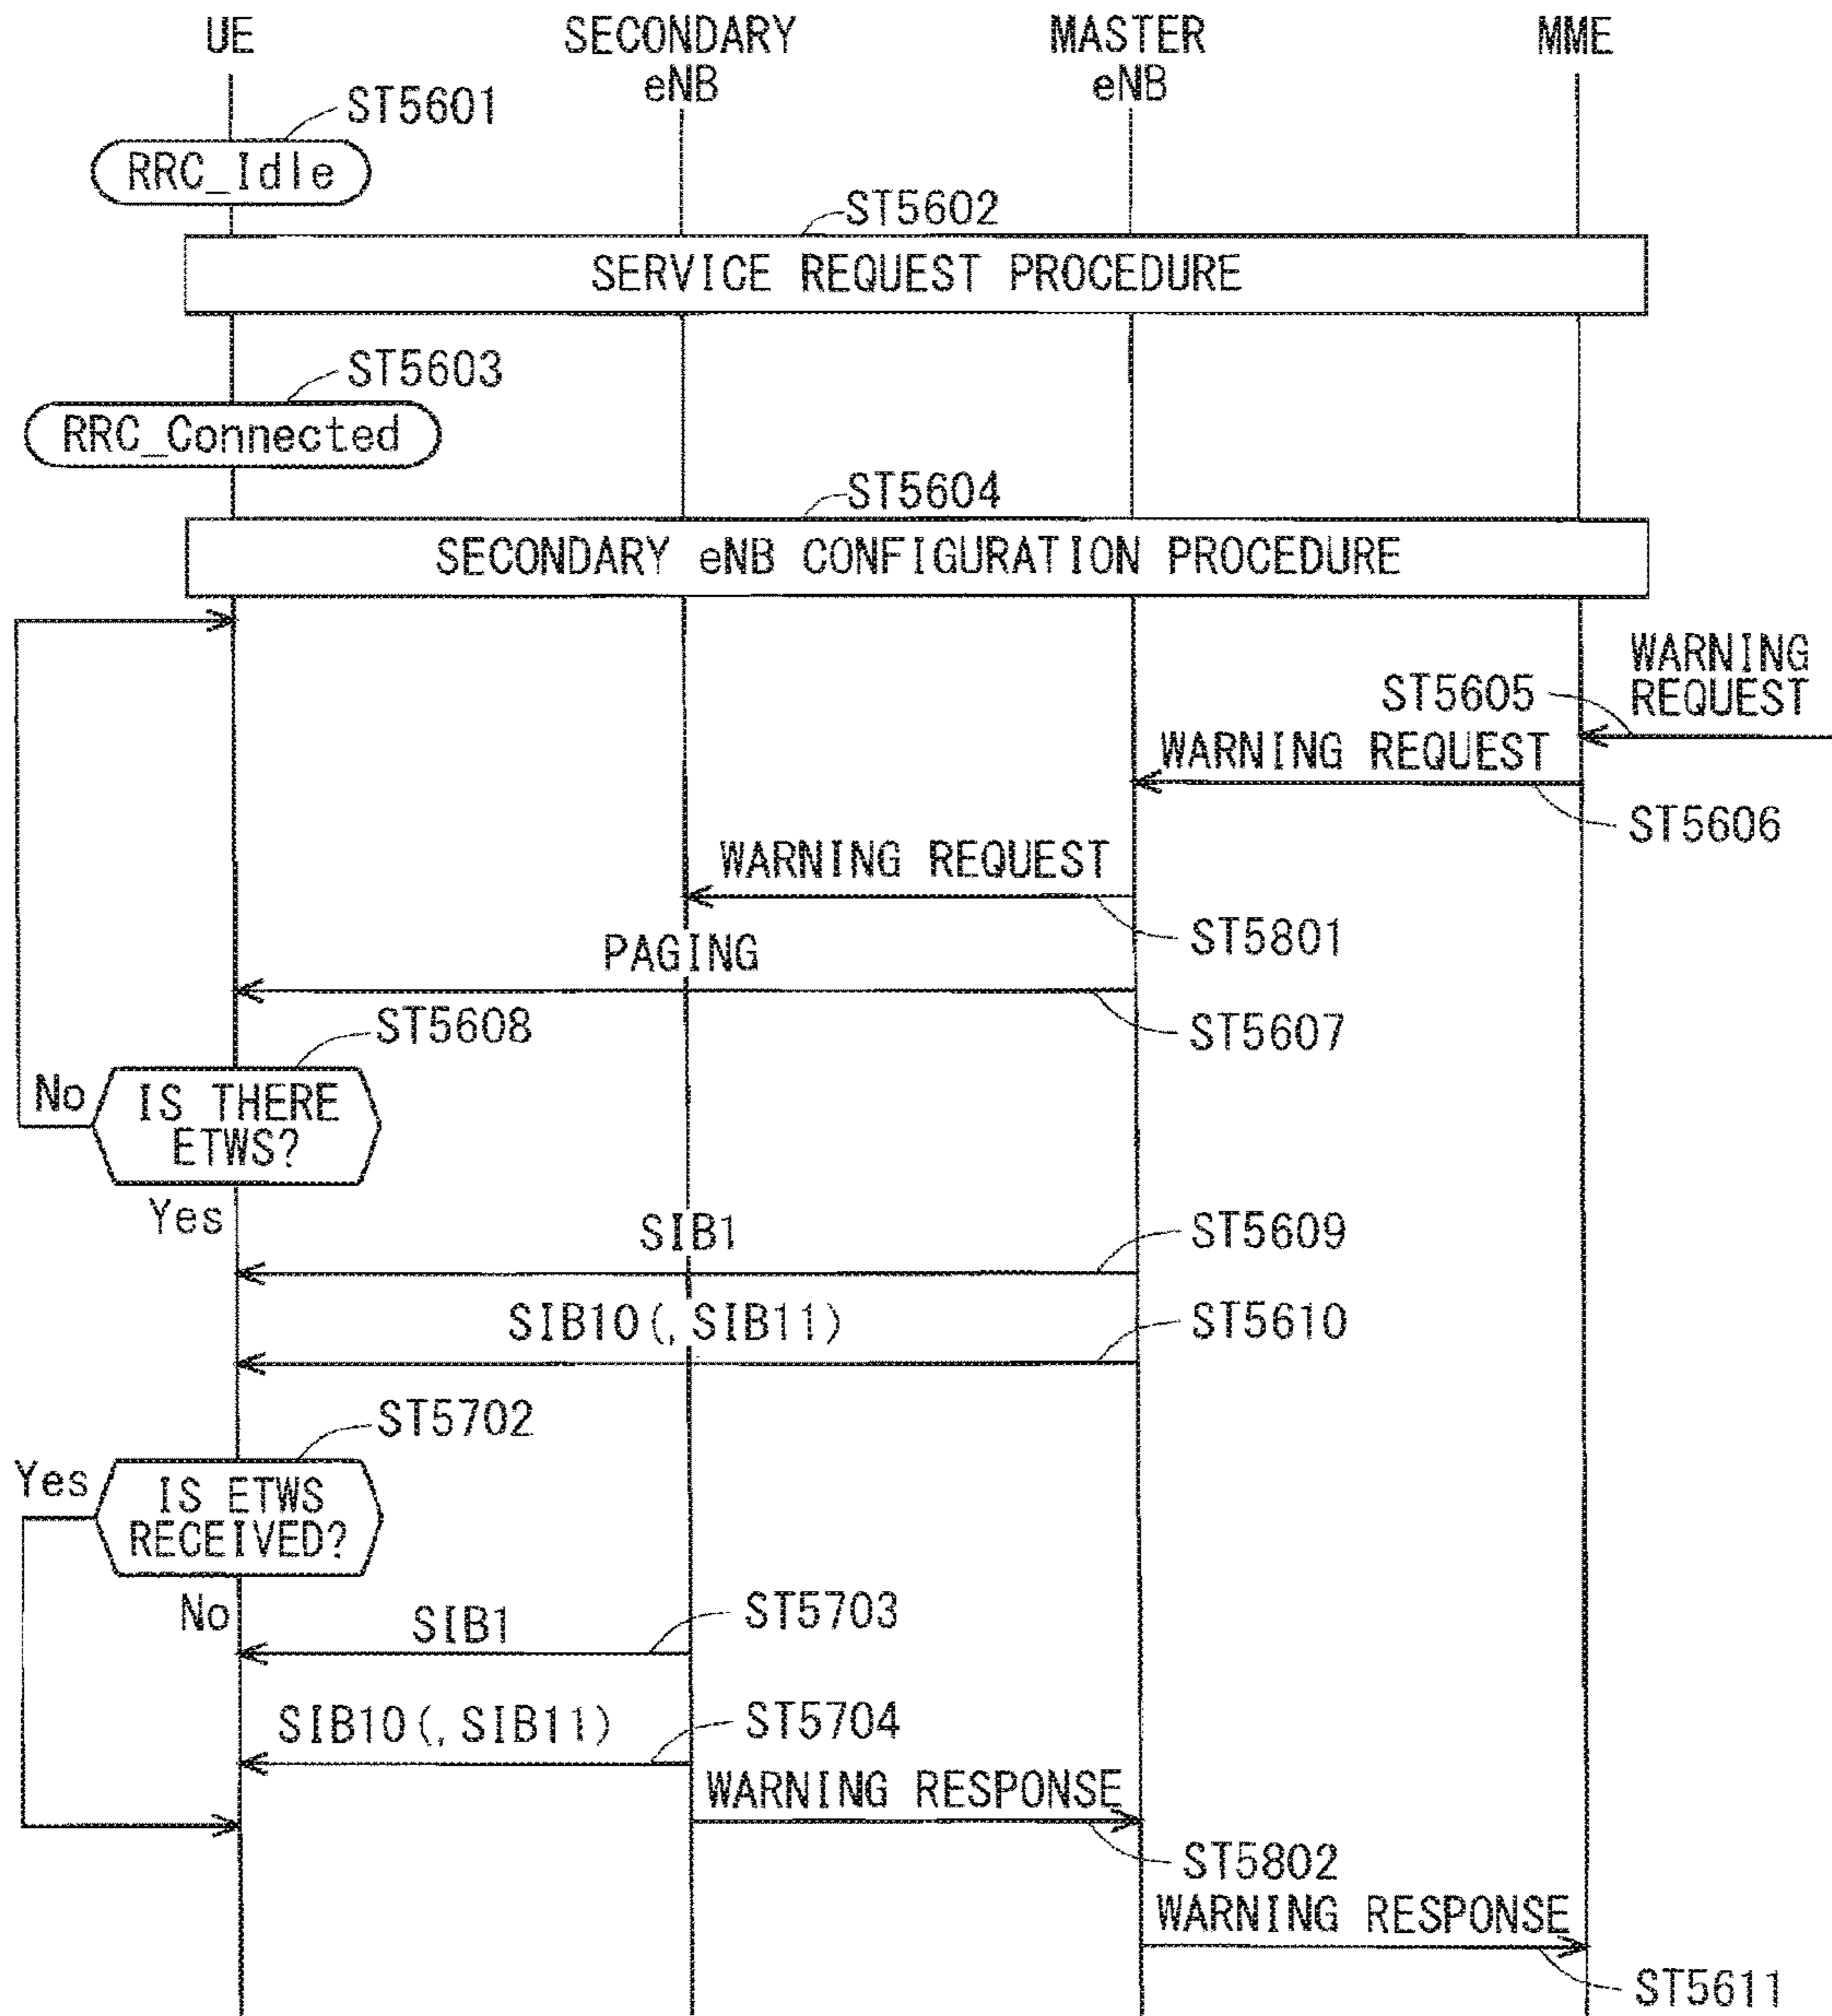 UE
SECONDARY
eNB
MASTER
eNB
MME
ST5601
RRC_Idle
ST5602
SERVICE REQUEST PROCEDURE
ST5603
RRC_Connected
ST5604
SECONDARY eNB CONFIGURATION PROCEDURE
WARNING
REQUEST
ST5605
WARNING REQUEST
ST5606
WARNING REQUEST
ST5801
PAGING
ST5607
ST5608
No
IS THERE
ETWS?
Yes
SIB1
ST5609
SIB10(,SIB11)
ST5610
ST5702
Yes
IS ETWS
RECEIVED?
No
SIB1
ST5703
SIB10(,SIB11)
ST5704
WARNING RESPONSE
ST5802
WARNING RESPONSE
ST5611